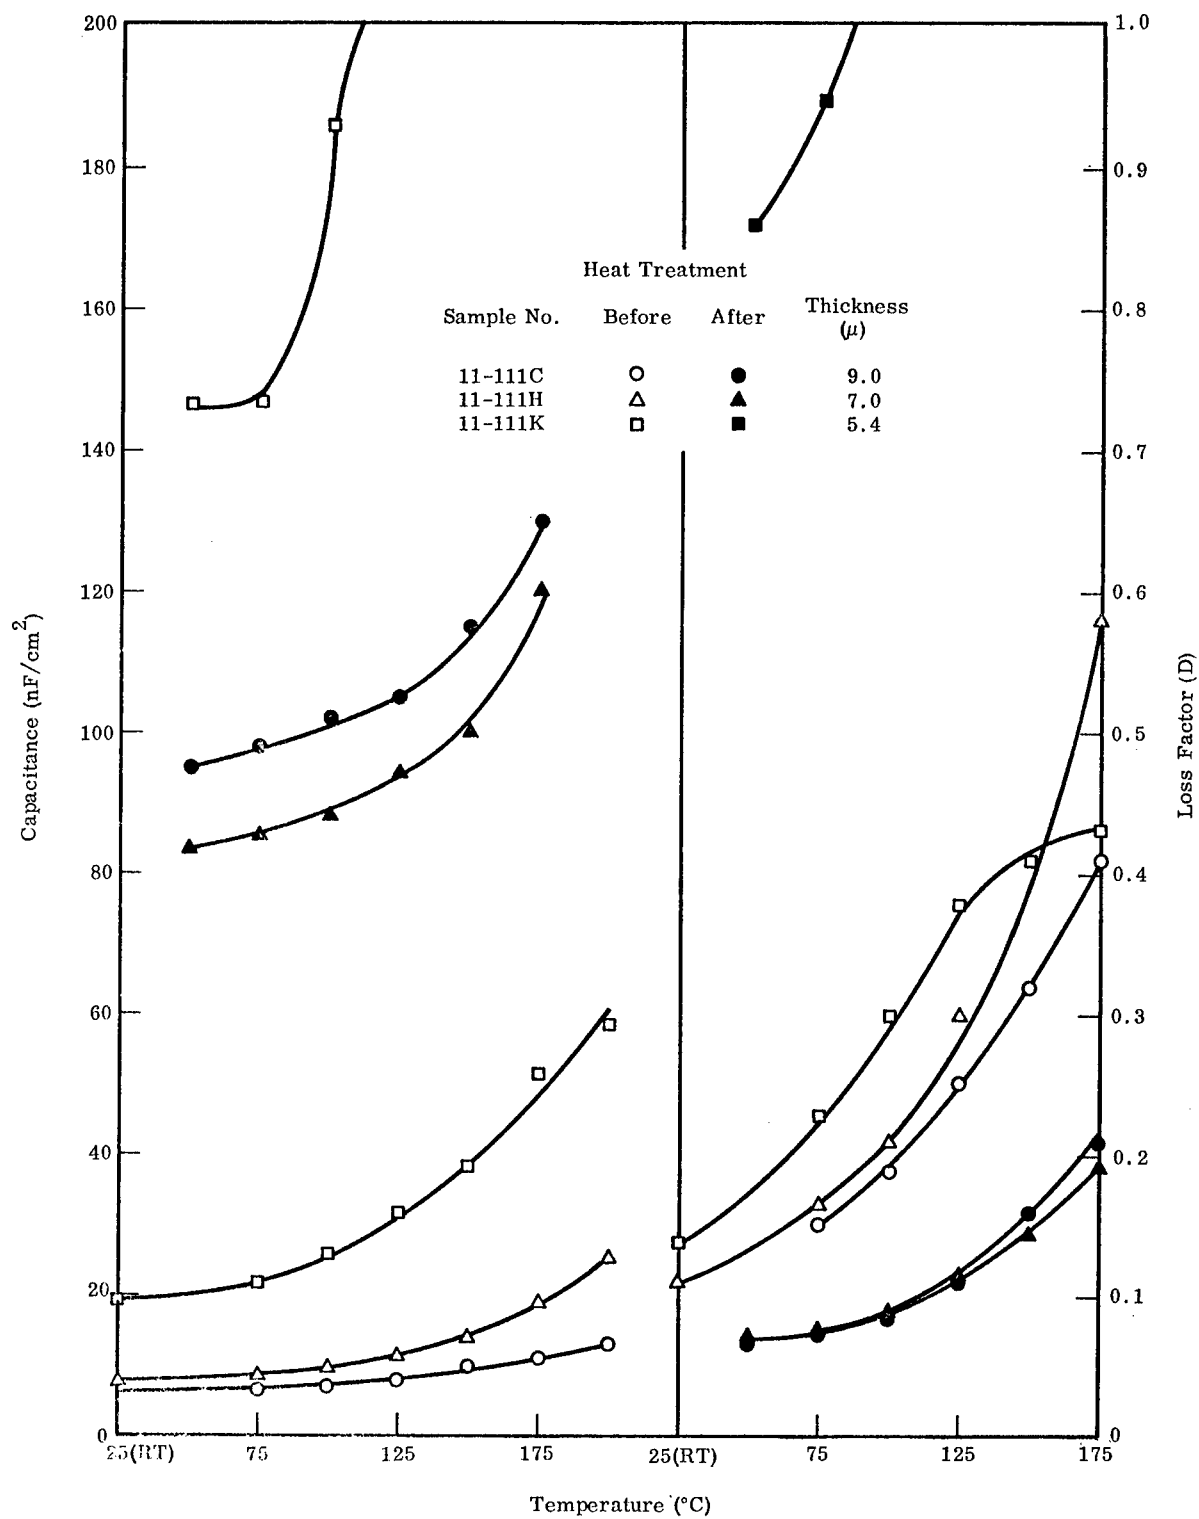 200
180
160
140
120
100
80
60
40
20
0
Capacitance (nF/cm2)
1.0
0.9
0.8
0.7
0.6
0.5
0.4
0.3
0.2
0.1
0
Loss Factor (D)
Heat Treatment
Sample No. Before After Thickness
(μ)
11-111C 9.0
11-111H 7.0
11-111K 5.4
25(RT) 75 125 175 25(RT) 75 125 175
Temperature (°C)